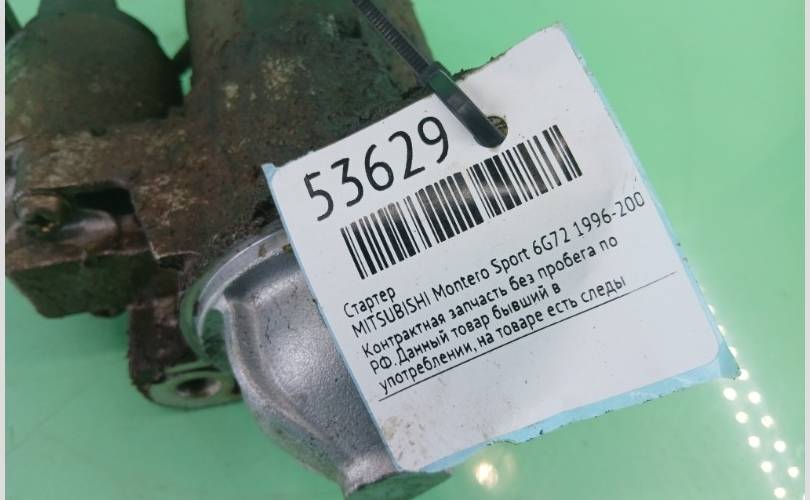 53629
Стартер
MITSUBISHI Montero Sport 6G72 1996-200
Контрактная запчасть без пробега по
РФ.Данный товар бывший в
употреблении, на товаре есть следы